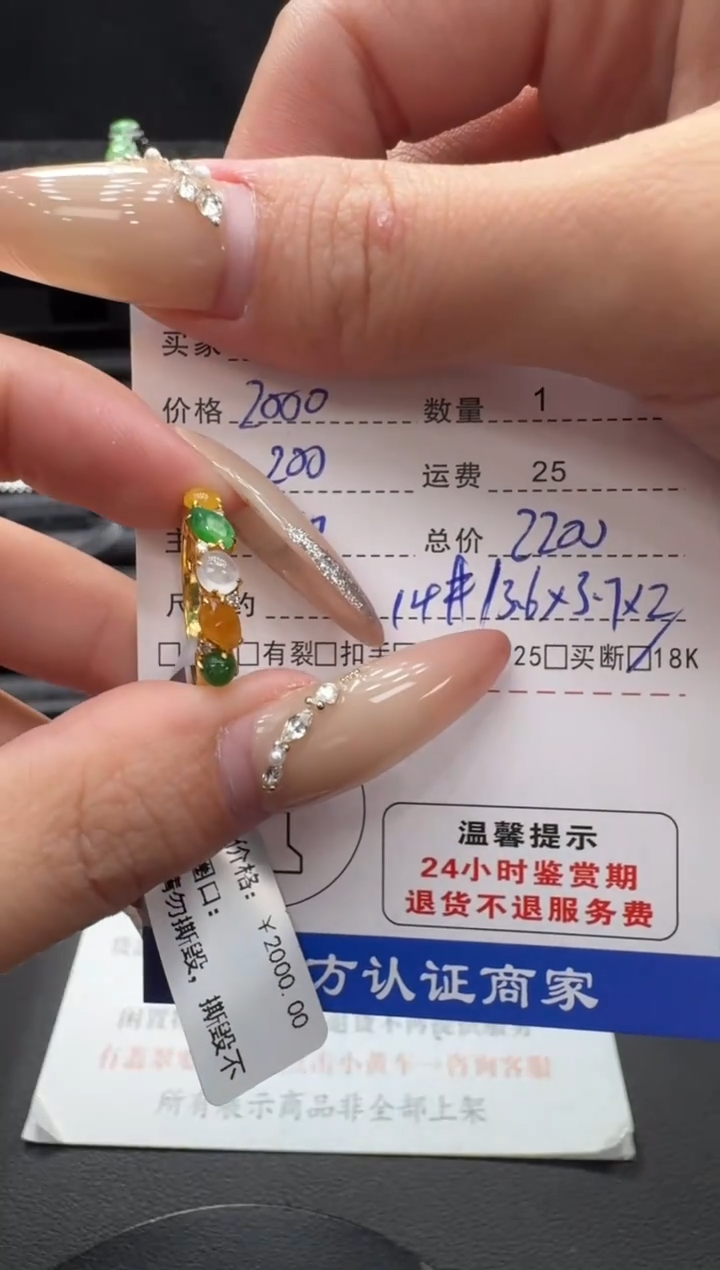 买家
价格 2000 数量 1
200 运费 25
主 总价 2200
尺 约 14# 13.6×3.7×2
□ □有裂□扣手 25□买断☑18K
温馨提示
24小时鉴赏期
退货不退服务费
方认证商家
价格: ¥2000.00
圈口:
请勿撕毁, 撕毁不
所有展示商品非全部上架